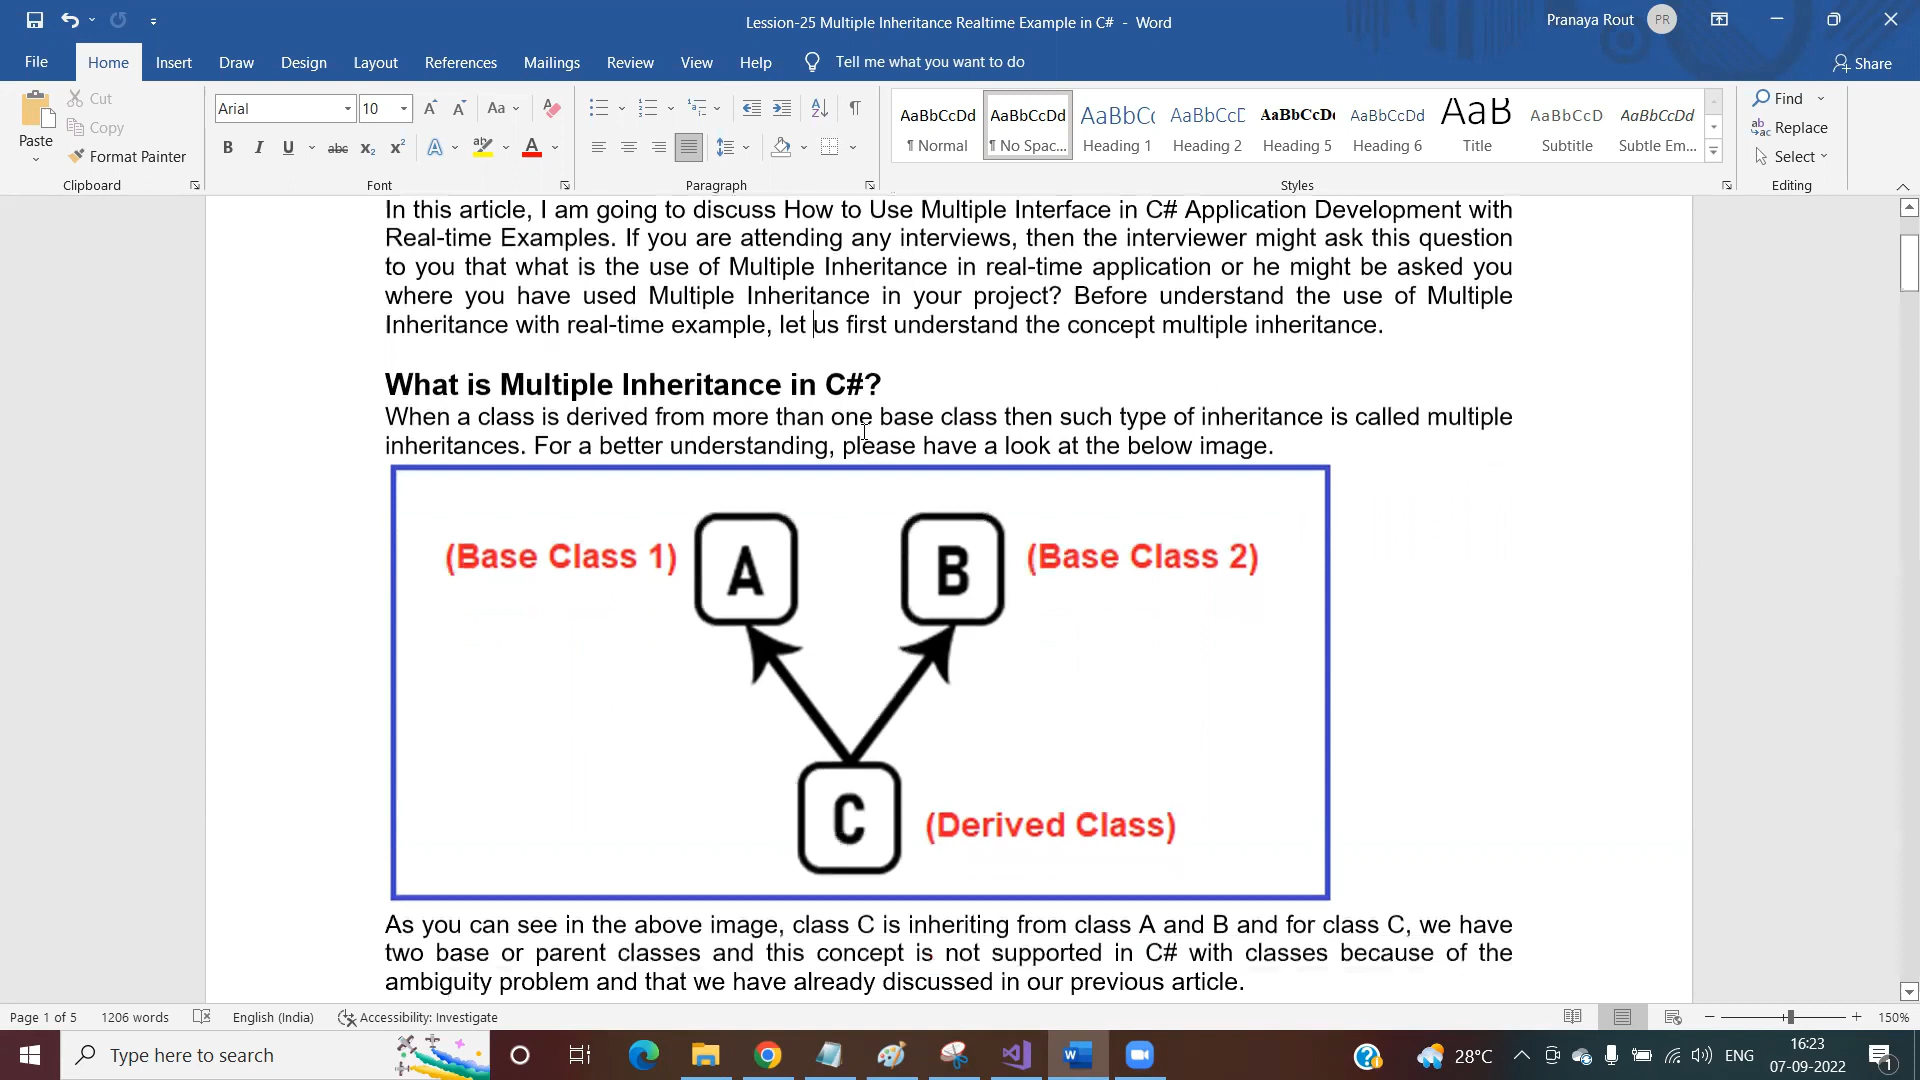 Lession-25 Multiple Inheritance Realtime Example in C# - Word
Pranaya Rout
PR
File
Home
Insert
Draw
Design
Layout
References
Mailings
Review
View
Help
Tell me what you want to do
Share
Paste
Cut
Copy
Format Painter
Clipboard
Arial
10
Font
Paragraph
AaBbCcDd
¶ Normal
AaBbCcDd
¶ No Spac...
AaBbCc
Heading 1
AaBbCcD
Heading 2
AaBbCcDd
Heading 5
AaBbCcDd
Heading 6
AaB
Title
AaBbCcD
Subtitle
AaBbCcDd
Subtle Em...
Styles
Find
Replace
Select
Editing
In this article, I am going to discuss How to Use Multiple Interface in C# Application Development with
Real-time Examples. If you are attending any interviews, then the interviewer might ask this question
to you that what is the use of Multiple Inheritance in real-time application or he might be asked you
where you have used Multiple Inheritance in your project? Before understand the use of Multiple
Inheritance with real-time example, let us first understand the concept multiple inheritance.
What is Multiple Inheritance in C#?
When a class is derived from more than one base class then such type of inheritance is called multiple
inheritances. For a better understanding, please have a look at the below image.
(Base Class 1) A B (Base Class 2)
C (Derived Class)
As you can see in the above image, class C is inheriting from class A and B and for class C, we have
two base or parent classes and this concept is not supported in C# with classes because of the
ambiguity problem and that we have already discussed in our previous article.
Page 1 of 5
1206 words
English (India)
Accessibility: Investigate
150%
Type here to search
28°C
ENG
16:23
07-09-2022
1